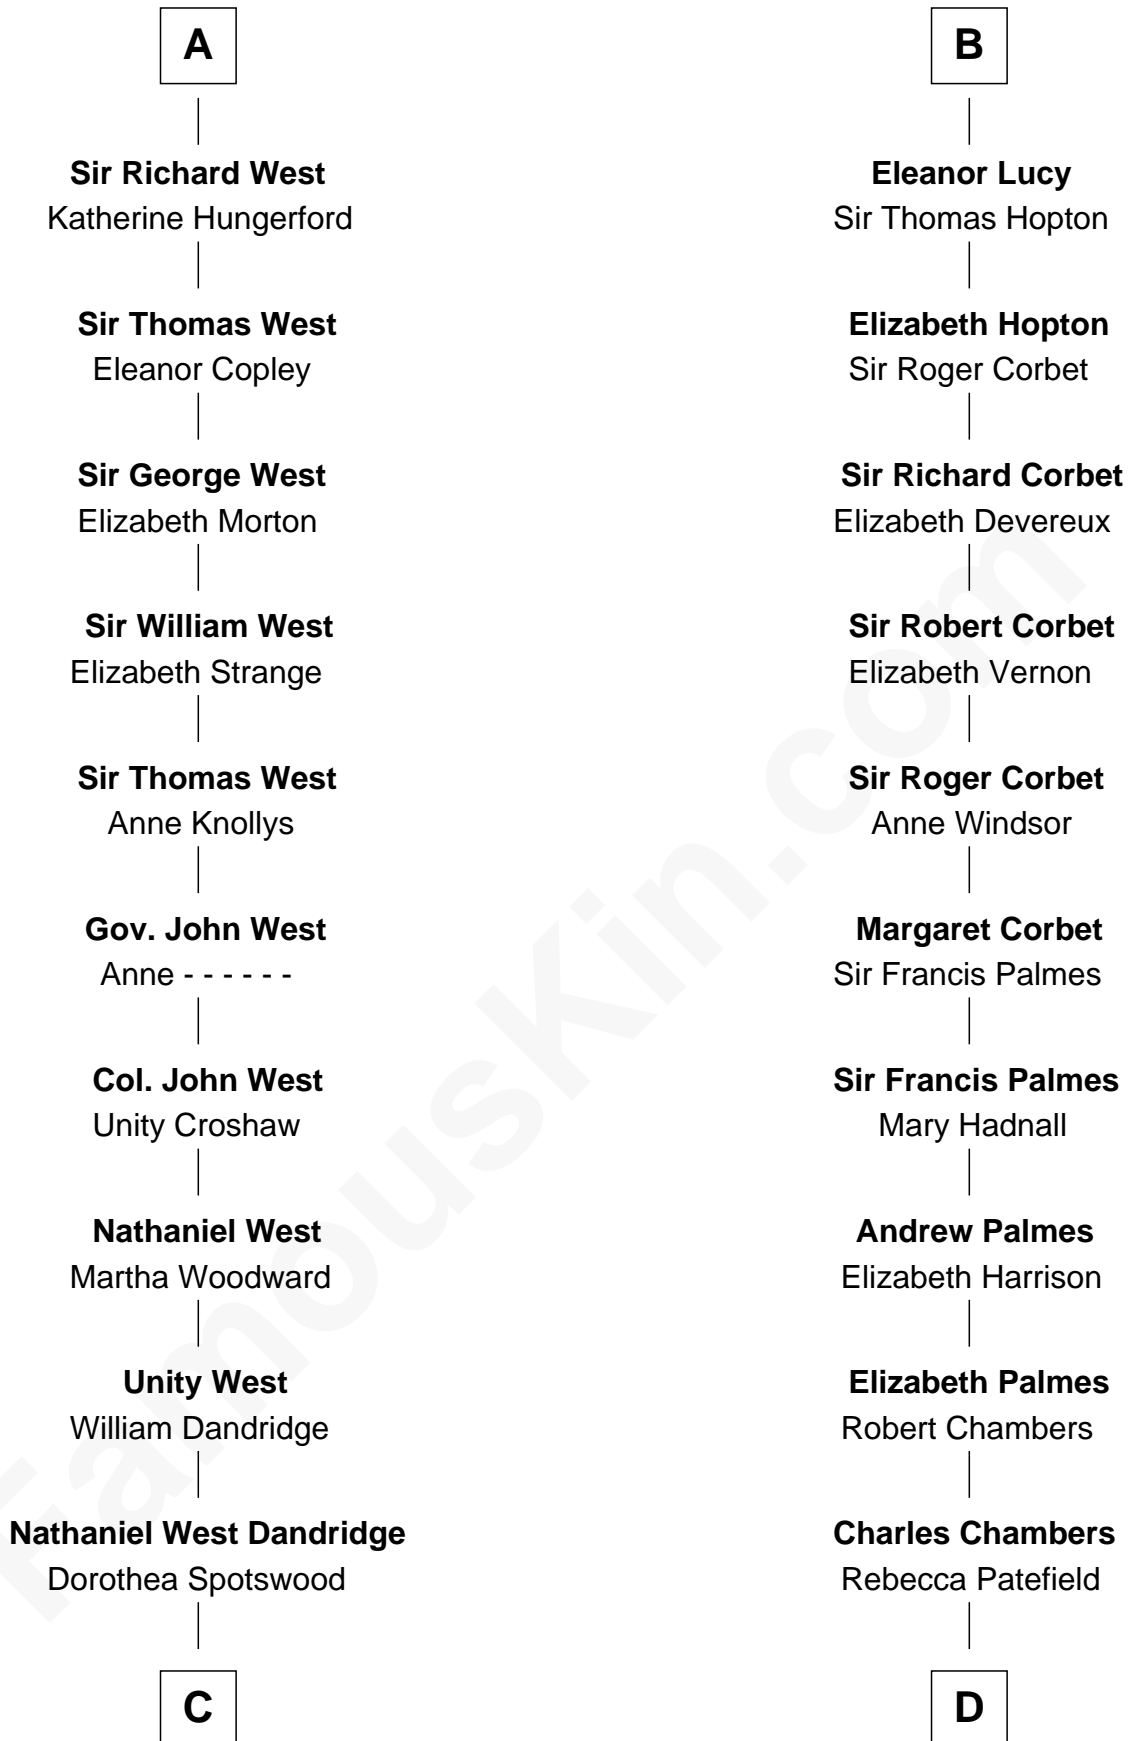 A
Sir Richard West
Katherine Hungerford
Sir Thomas West
Eleanor Copley
Sir George West
Elizabeth Morton
Sir William West
Elizabeth Strange
Sir Thomas West
Anne Knollys
Gov. John West
Anne - - - - - -
Col. John West
Unity Croshaw
Nathaniel West
Martha Woodward
Unity West
William Dandridge
Nathaniel West Dandridge
Dorothea Spotswood
C
B
Eleanor Lucy
Sir Thomas Hopton
Elizabeth Hopton
Sir Roger Corbet
Sir Richard Corbet
Elizabeth Devereux
Sir Robert Corbet
Elizabeth Vernon
Sir Roger Corbet
Anne Windsor
Margaret Corbet
Sir Francis Palmes
Sir Francis Palmes
Mary Hadnall
Andrew Palmes
Elizabeth Harrison
Elizabeth Palmes
Robert Chambers
Charles Chambers
Rebecca Patefield
D
FamousKin.com